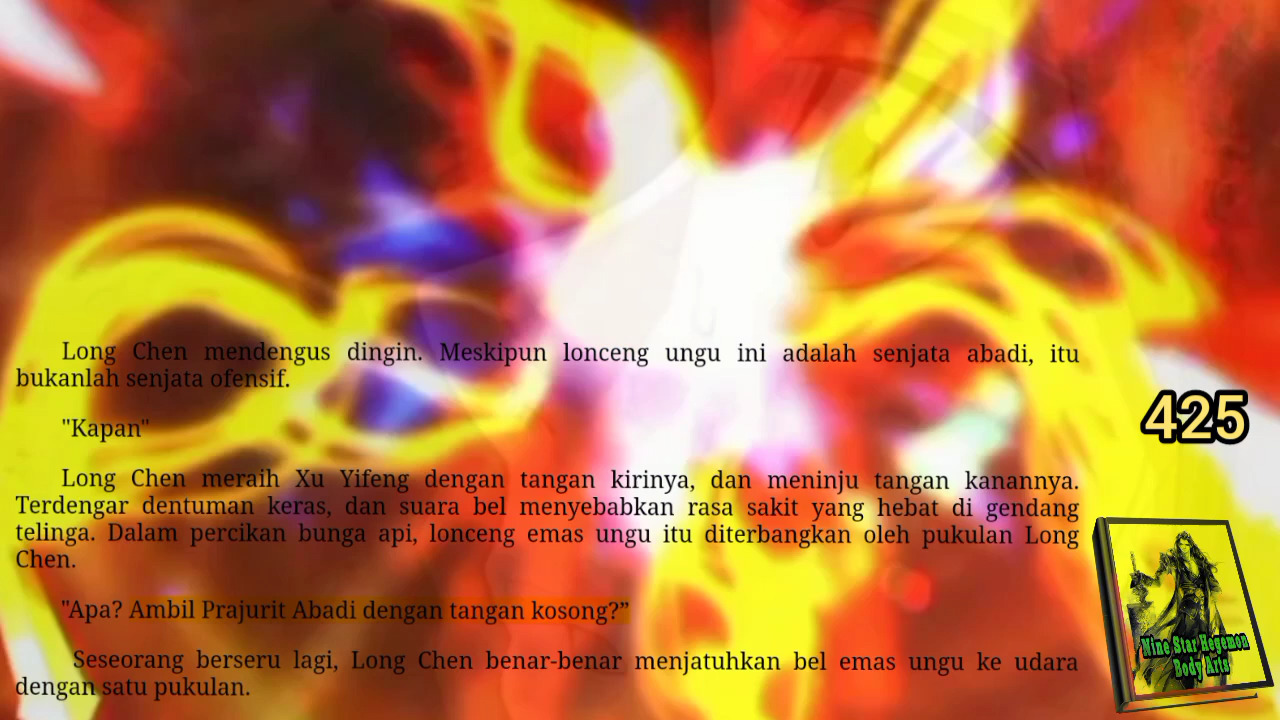 Long Chen mendengus dingin. Meskipun lonceng ungu ini adalah senjata abadi, itu
bukanlah senjata ofensif.
"Kapan"
Long Chen meraih Xu Yifeng dengan tangan kirinya, dan meninju tangan kanannya.
Terdengar dentuman keras, dan suara bel menyebabkan rasa sakit yang hebat di gendang
telinga. Dalam percikan bunga api, lonceng emas ungu itu diterbangkan oleh pukulan Long
Chen.
"Apa? Ambil Prajurit Abadi dengan tangan kosong?”
Seseorang berseru lagi, Long Chen benar-benar menjatuhkan bel emas ungu ke udara
dengan satu pukulan.
425
Nine Star Hegemon
Body Arts